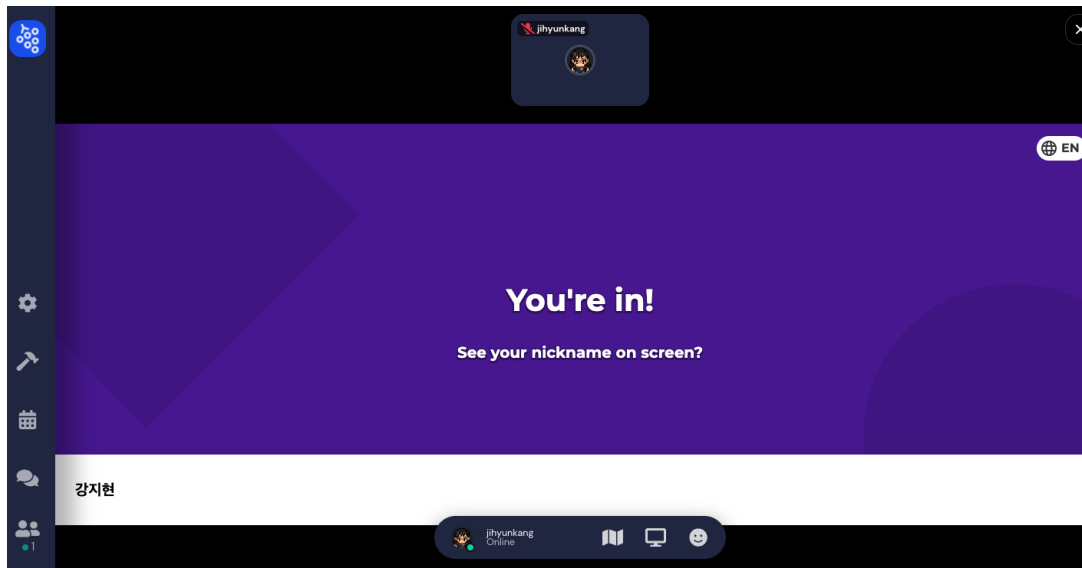 jihyunkang
EN
You're in!
See your nickname on screen?
강지현
jihyunkang
Online
1